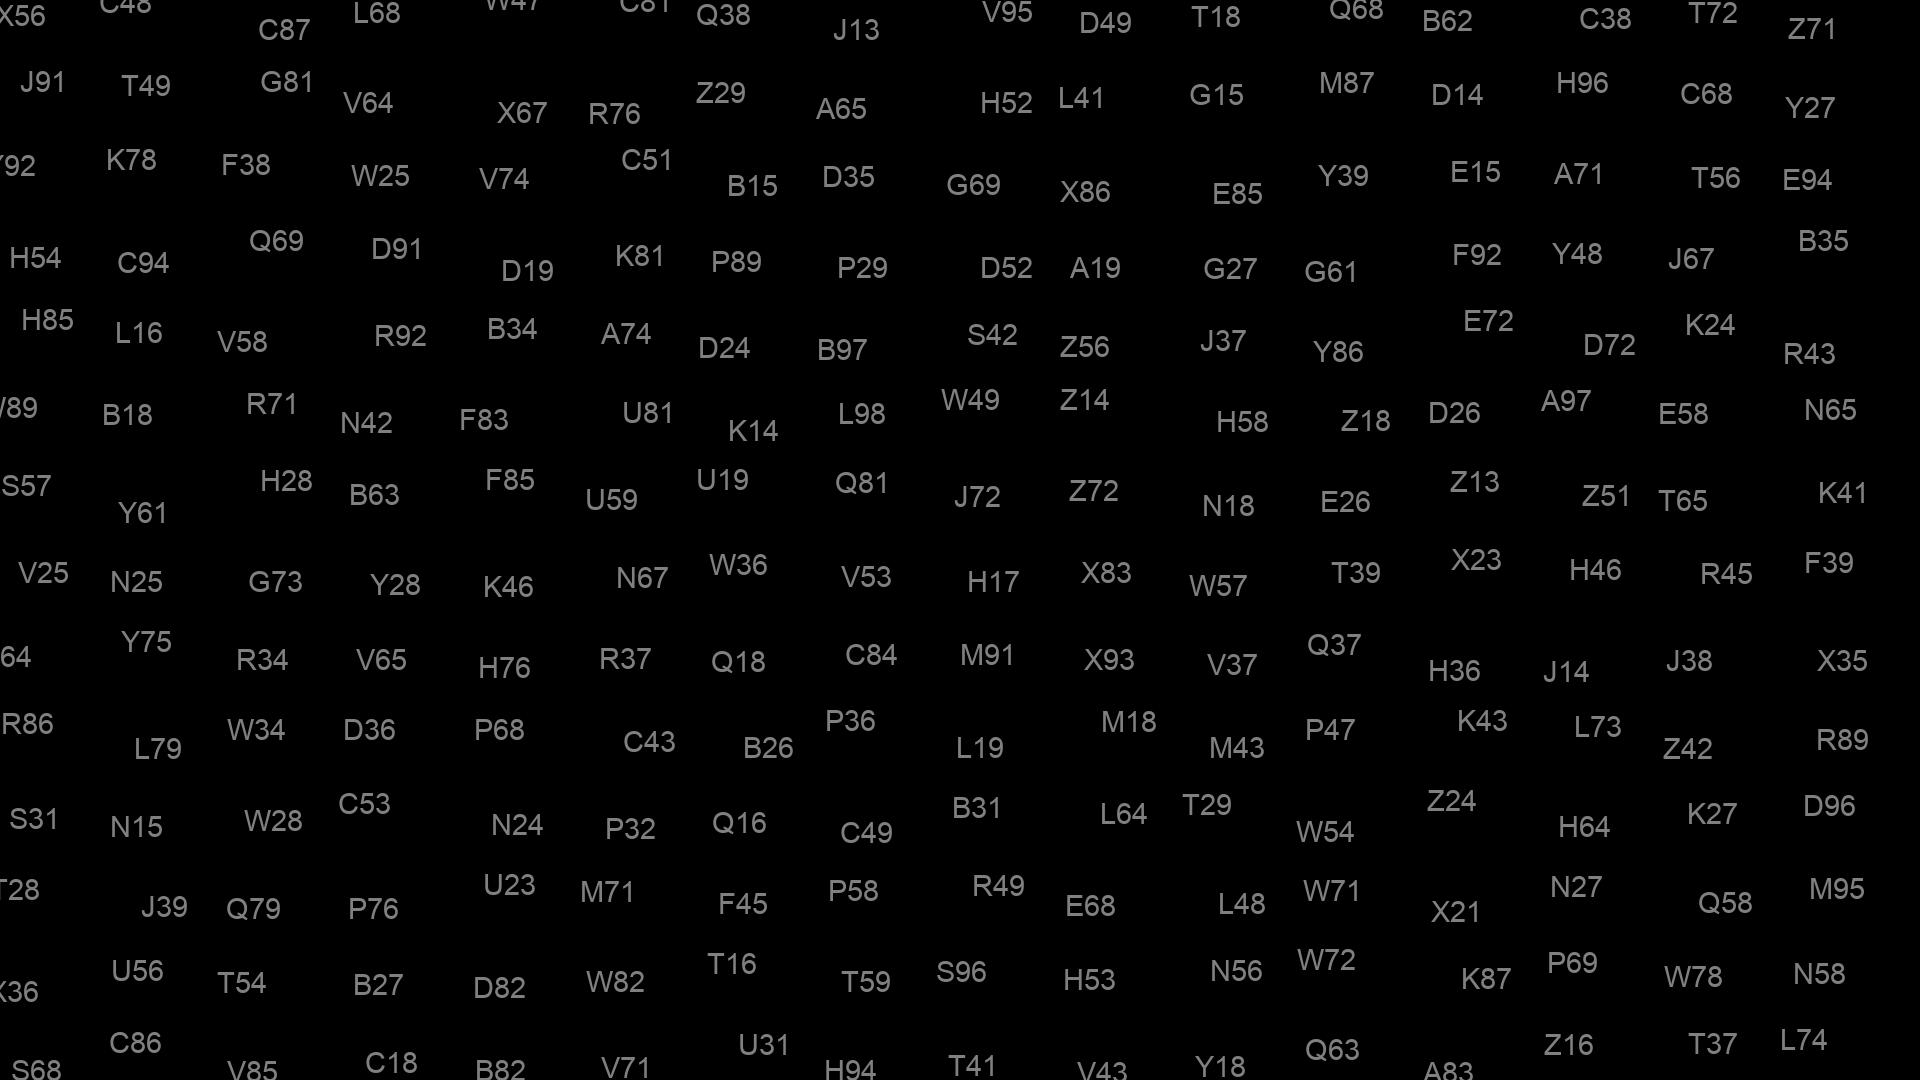 X56 C48 C87 L68 W47 C81 Q38 J13 V95 D49 T18 Q68 B62 C38 T72 Z71
J91 T49 G81 V64 X67 R76 Z29 A65 H52 L41 G15 M87 D14 H96 C68 Y27
92 K78 F38 W25 V74 C51 B15 D35 G69 X86 E85 Y39 E15 A71 T56 E94
H54 C94 Q69 D91 D19 K81 P89 P29 D52 A19 G27 G61 F92 Y48 J67 B35
H85 L16 V58 R92 B34 A74 D24 B97 S42 Z56 J37 Y86 E72 D72 K24 R43
89 B18 R71 N42 F83 U81 K14 L98 W49 Z14 H58 Z18 D26 A97 E58 N65
S57 Y61 H28 B63 F85 U59 U19 Q81 J72 Z72 N18 E26 Z13 Z51 T65 K41
V25 N25 G73 Y28 K46 N67 W36 V53 H17 X83 W57 T39 X23 H46 R45 F39
64 Y75 R34 V65 H76 R37 Q18 C84 M91 X93 V37 Q37 H36 J14 J38 X35
R86 L79 W34 D36 P68 C43 B26 P36 L19 M18 M43 P47 K43 L73 Z42 R89
S31 N15 W28 C53 N24 P32 Q16 C49 B31 L64 T29 W54 Z24 H64 K27 D96
T28 J39 Q79 P76 U23 M71 F45 P58 R49 E68 L48 W71 X21 N27 Q58 M95
X36 U56 T54 B27 D82 W82 T16 T59 S96 H53 N56 W72 K87 P69 W78 N58
S68 C86 V85 C18 B82 V71 U31 H94 T41 V43 Y18 Q63 A83 Z16 T37 L74